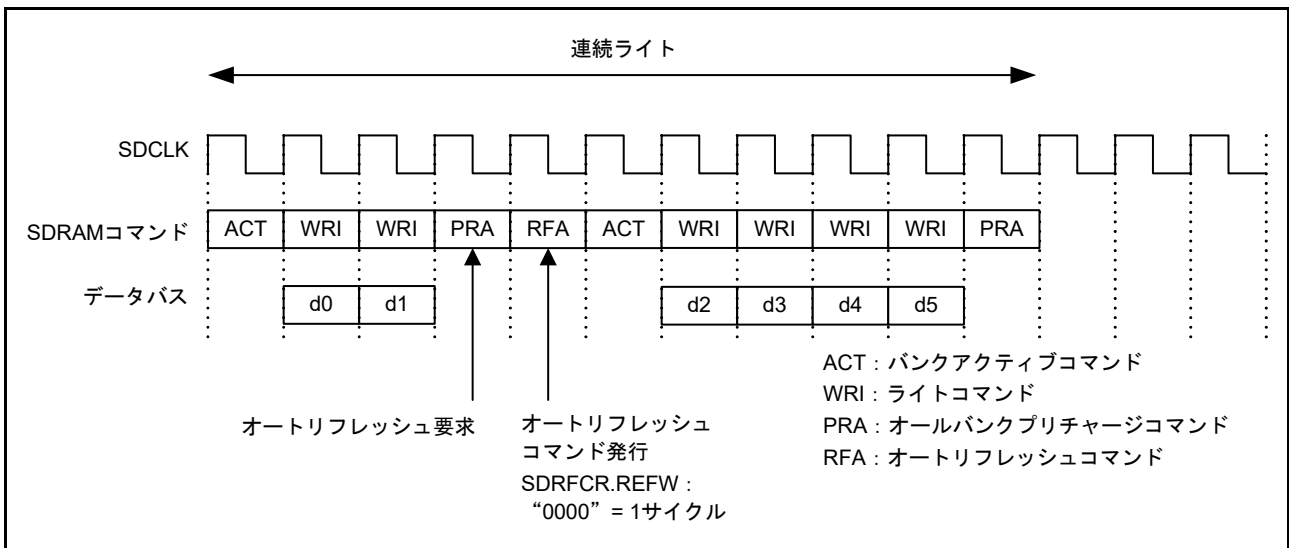 連続ライト
SDCLK
SDRAMコマンド ACT WRI WRI PRA RFA ACT WRI WRI WRI WRI PRA
データバス d0 d1 d2 d3 d4 d5
オートリフレッシュ要求
オートリフレッシュ
コマンド発行
SDRFCR.REFW:
“0000”= 1サイクル
ACT:バンクアクティブコマンド
WRI:ライトコマンド
PRA:オールバンクプリチャージコマンド
RFA:オートリフレッシュコマンド